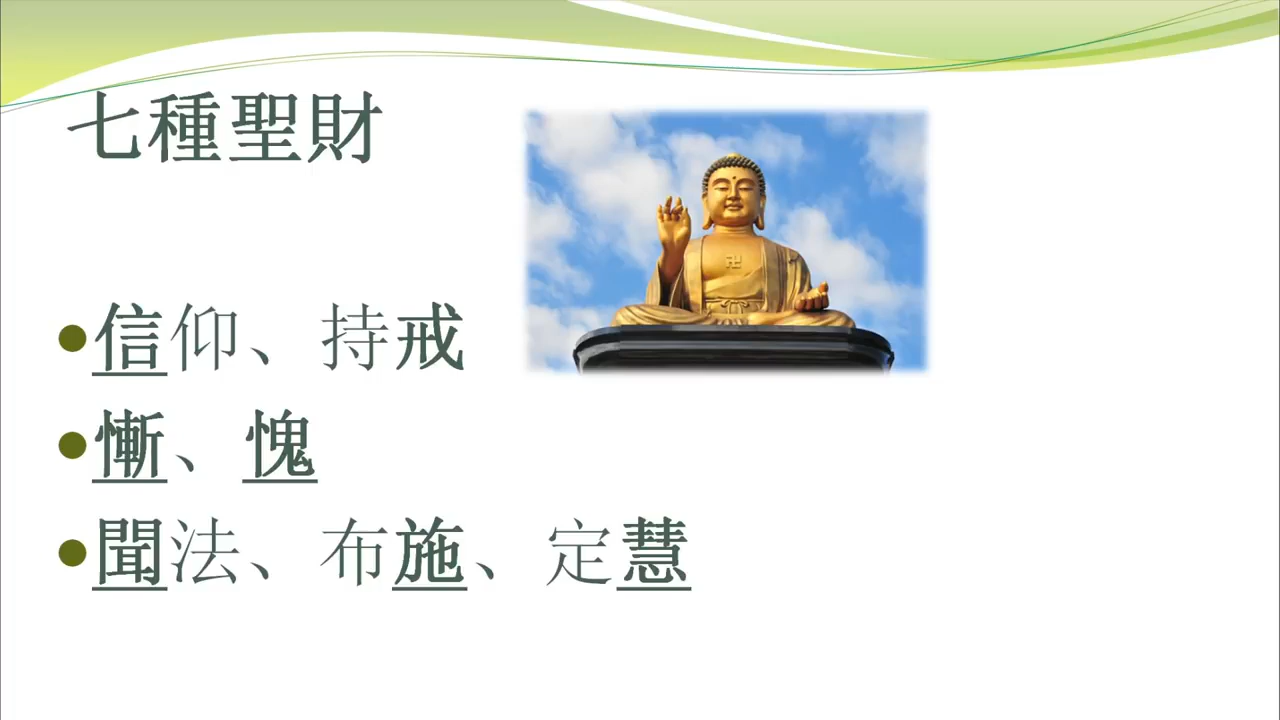 七種聖財
•信仰、持戒
•慚、愧
•聞法、布施、定慧